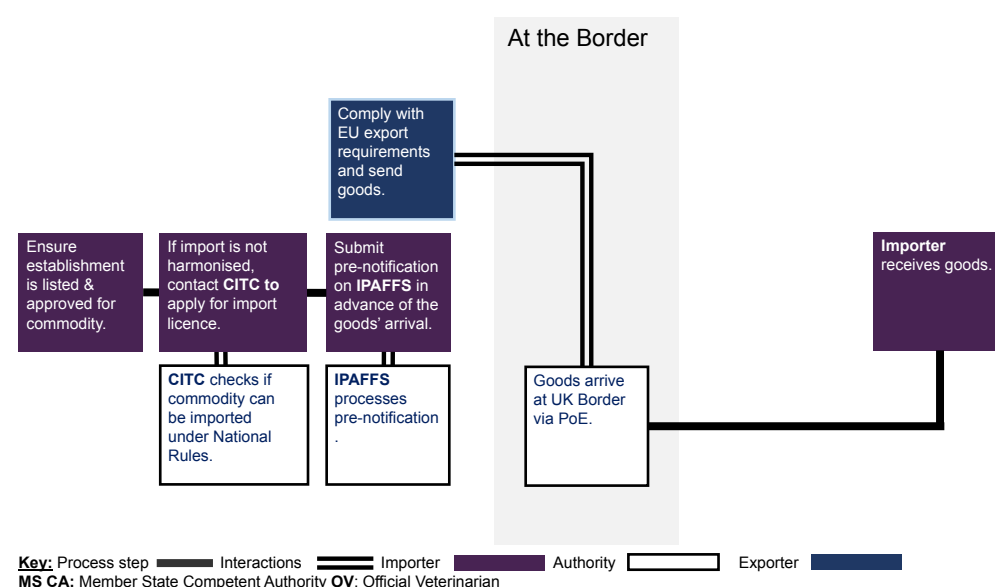 At the Border
Comply with
EU export
requirements
and send
goods.
Ensure
establishment
is listed &
approved for
commodity.
If import is not
harmonised,
contact CITC to
apply for import
licence.
Submit
pre-notification
on IPAFFS in
advance of the
goods' arrival.
Importer
receives goods.
CITC checks if
commodity can
be imported
under National
Rules.
IPAFFS
processes
pre-notification
.
Goods arrive
at UK Border
via PoE.
Key: Process step Interactions Importer Authority Exporter
MS CA: Member State Competent Authority OV: Official Veterinarian